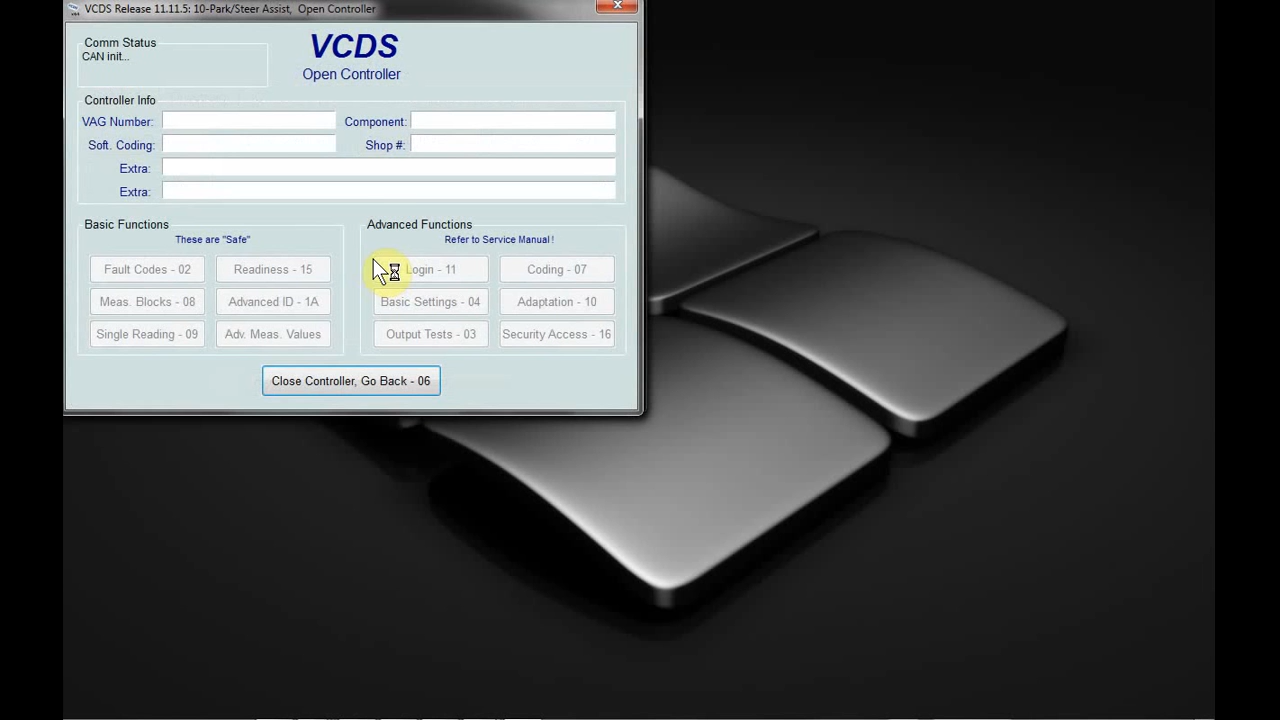 VCDS Release 11.11.5: 10-Park/Steer Assist, Open Controller
Comm Status
CAN init...
VCDS
Open Controller
Controller Info
VAG Number:
Component:
Soft. Coding:
Shop #:
Extra:
Extra:
Basic Functions
These are "Safe"
Fault Codes - 02
Readiness - 15
Meas. Blocks - 08
Advanced ID - 1A
Single Reading - 09
Adv. Meas. Values
Advanced Functions
Refer to Service Manual !
Login - 11
Coding - 07
Basic Settings - 04
Adaptation - 10
Output Tests - 03
Security Access - 16
Close Controller, Go Back - 06